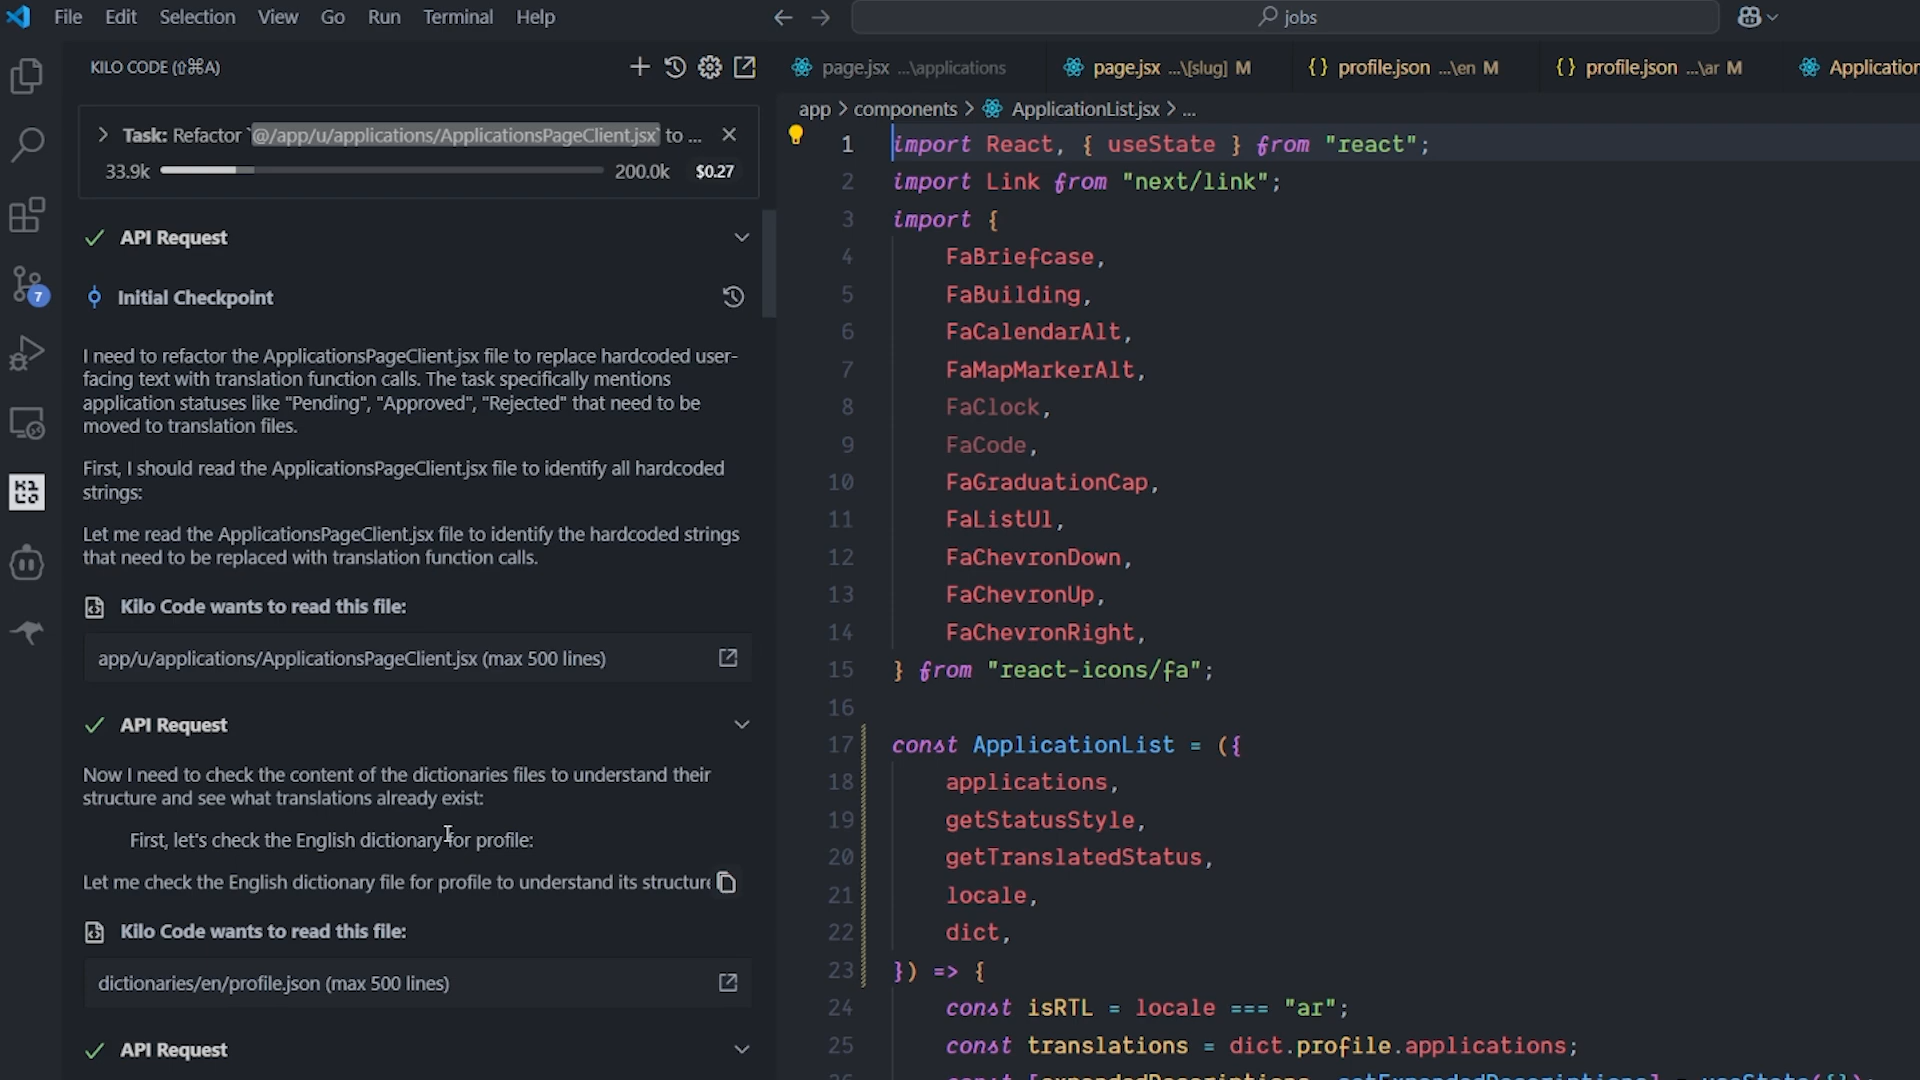 File Edit Selection View Go Run Terminal Help
jobs
KILO CODE (⇧⌘A)
Task: Refactor `@/app/u/applications/ApplicationsPageClient.jsx` to ...
33.9k 200.0k $0.27
API Request
Initial Checkpoint
I need to refactor the ApplicationsPageClient.jsx file to replace hardcoded user-
facing text with translation function calls. The task specifically mentions
application statuses like "Pending", "Approved", "Rejected" that need to be
moved to translation files.
First, I should read the ApplicationsPageClient.jsx file to identify all hardcoded
strings:
Let me read the ApplicationsPageClient.jsx file to identify the hardcoded strings
that need to be replaced with translation function calls.
Kilo Code wants to read this file:
app/u/applications/ApplicationsPageClient.jsx (max 500 lines)
API Request
Now I need to check the content of the dictionaries files to understand their
structure and see what translations already exist:
First, let's check the English dictionary for profile:
Let me check the English dictionary file for profile to understand its structure
Kilo Code wants to read this file:
dictionaries/en/profile.json (max 500 lines)
API Request
7
KILO
page.jsx ...\applications
page.jsx ...\[slug] M
{} profile.json ...\en M
{} profile.json ...\ar M
Application
app > components > ApplicationList.jsx > ...
1 import React, { useState } from "react";
2 import Link from "next/link";
3 import {
4 FaBriefcase,
5 FaBuilding,
6 FaCalendarAlt,
7 FaMapMarkerAlt,
8 FaClock,
9 FaCode,
10 FaGraduationCap,
11 FaListUl,
12 FaChevronDown,
13 FaChevronUp,
14 FaChevronRight,
15 } from "react-icons/fa";
16
17 const ApplicationList = ({
18 applications,
19 getStatusStyle,
20 getTranslatedStatus,
21 locale,
22 dict,
23 }) => {
24 const isRTL = locale === "ar";
25 const translations = dict.profile.applications;